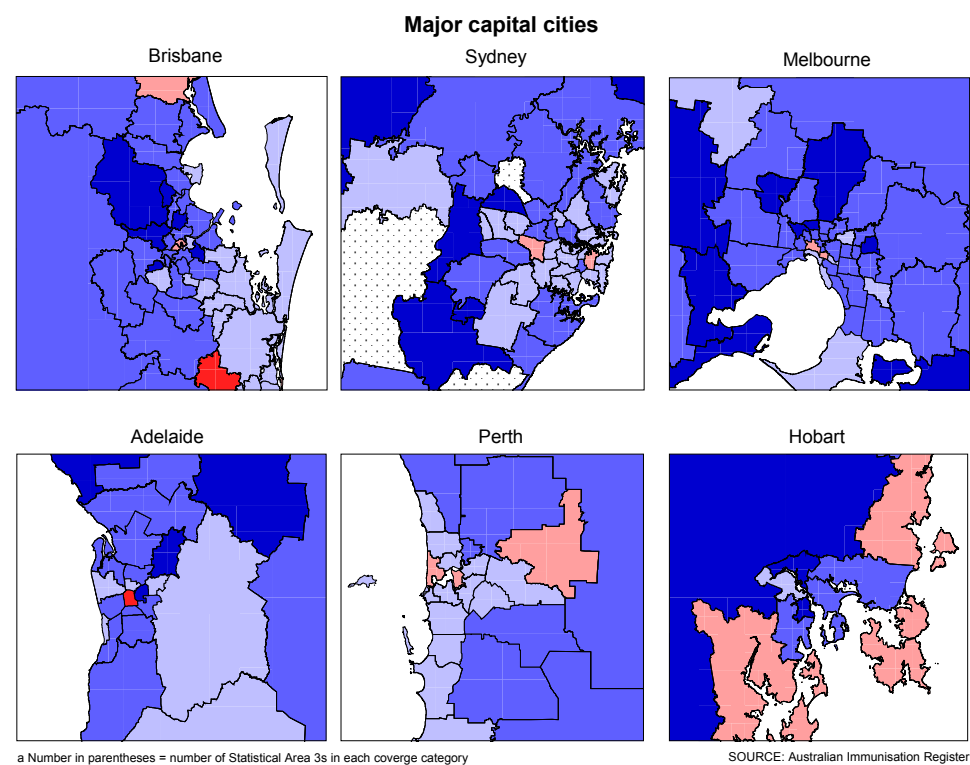 Major capital cities
Brisbane
Sydney
Melbourne
Adelaide
Perth
Hobart
a Number in parentheses = number of Statistical Area 3s in each coverge category
SOURCE: Australian Immunisation Register